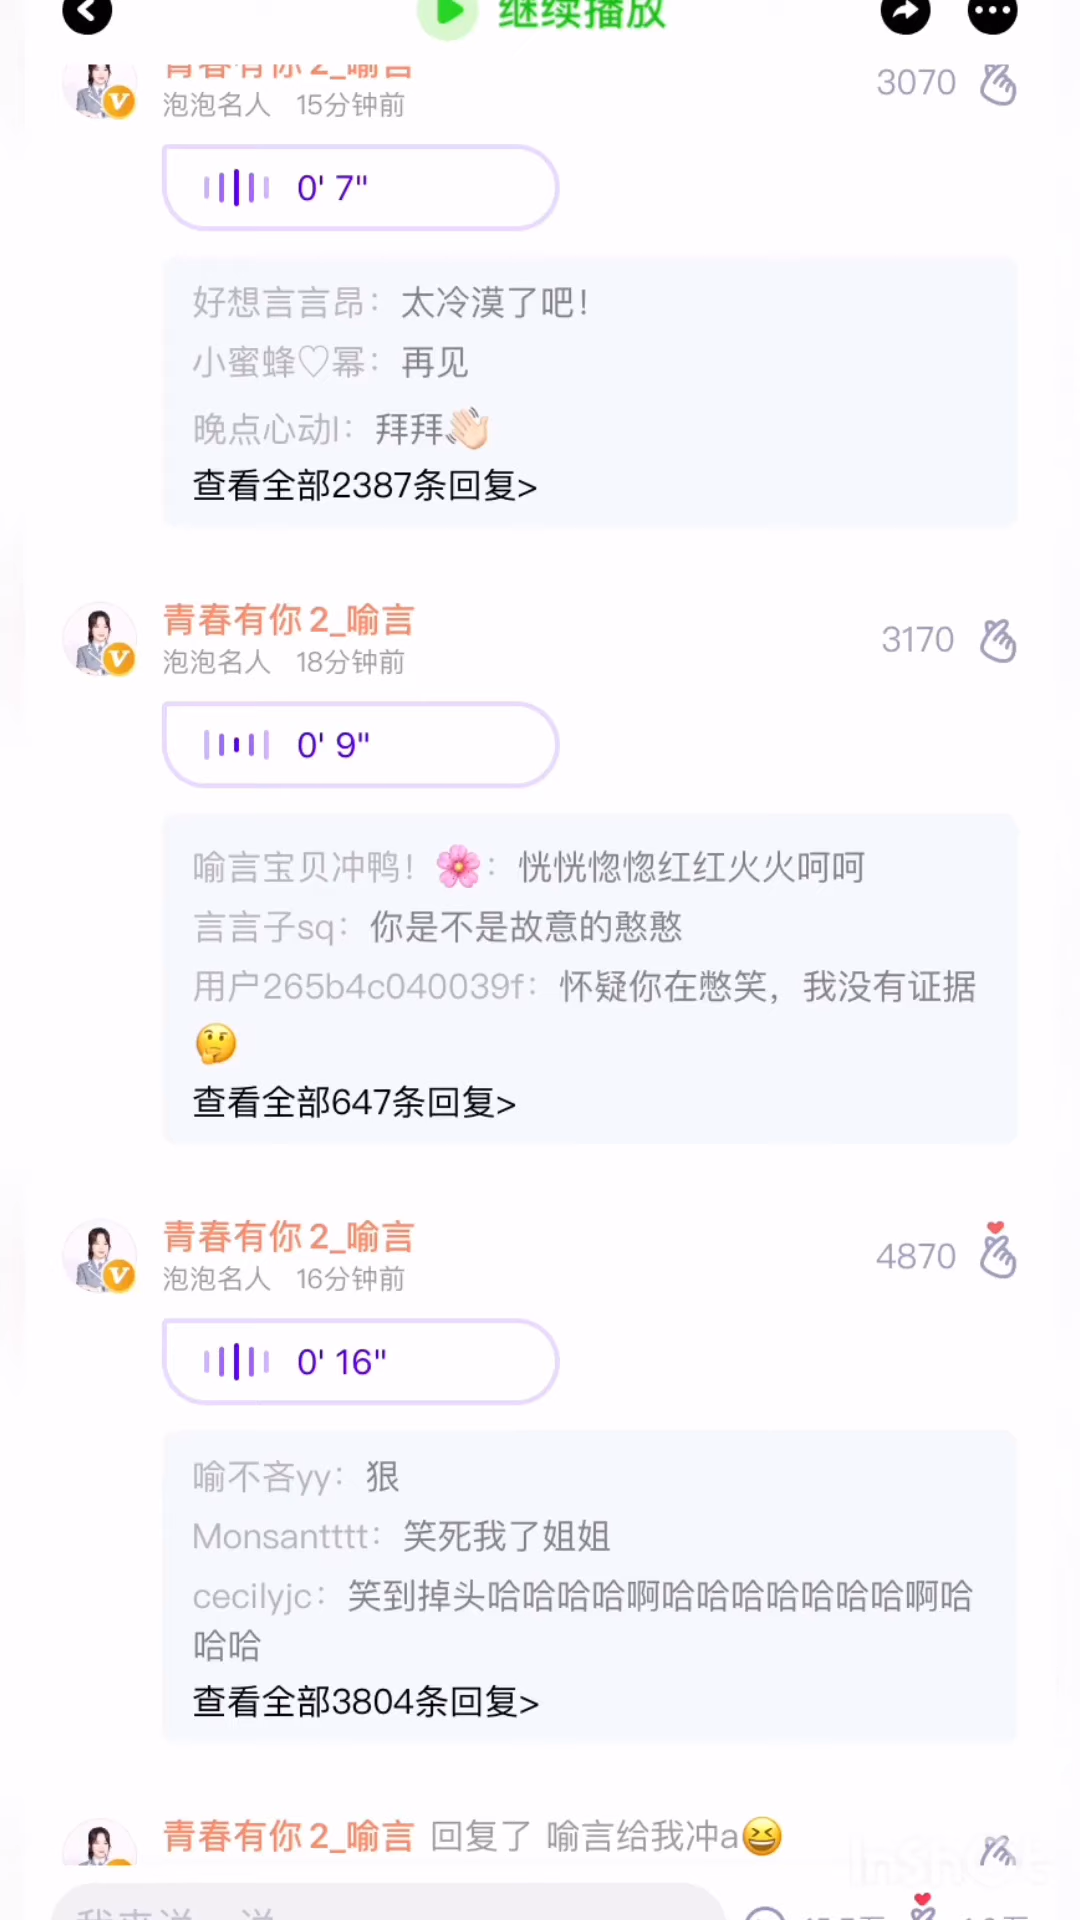 继续播放
青春有你2_喻言
泡泡名人 15分钟前
3070
0' 7"
好想言言昂：太冷漠了吧！
小蜜蜂♡幂：再见
晚点心动l：拜拜👋🏻
查看全部2387条回复>
青春有你2_喻言
泡泡名人 18分钟前
3170
0' 9"
喻言宝贝冲鸭！🌸：恍恍惚惚红红火火呵呵
言言子sq：你是不是故意的憨憨
用户265b4c040039f：怀疑你在憋笑，我没有证据
🤔
查看全部647条回复>
青春有你2_喻言
泡泡名人 16分钟前
4870
0' 16"
喻不吝yy：狠
Monsantttt：笑死我了姐姐
cecilyjc：笑到掉头哈哈哈哈啊哈哈哈哈哈哈哈啊哈
哈哈
查看全部3804条回复>
青春有你2_喻言 回复了 喻言给我冲a😆
InShOt